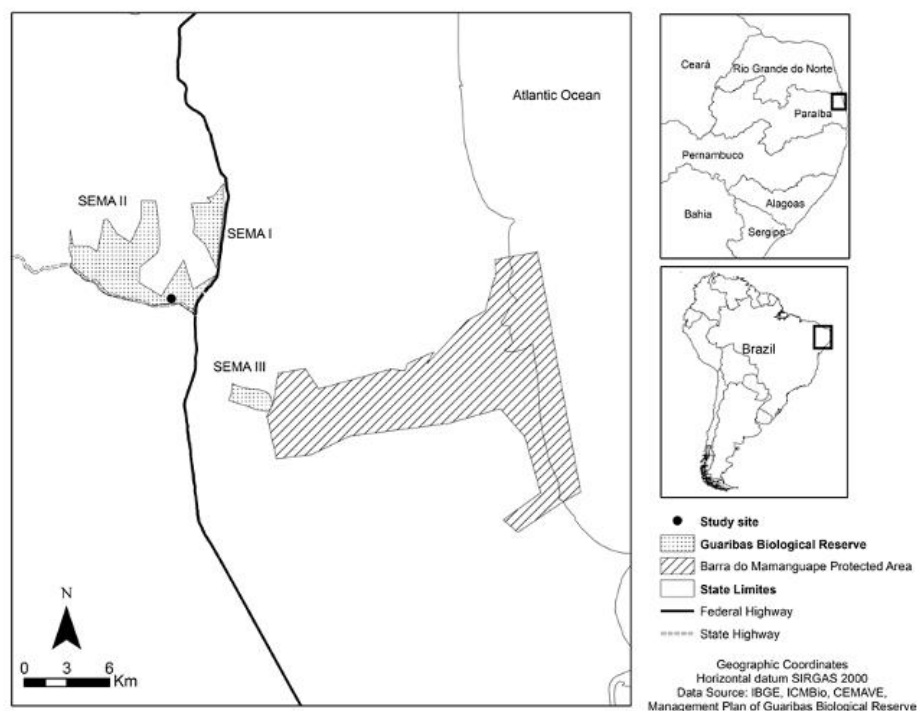 Atlantic Ocean
SEMA II
SEMA I
SEMA III
N
0 3 6
Km
Ceará
Rio Grande do Norte
Paraíba
Pernambuco
Alagoas
Bahia
Sergipe
Brazil
Study site
Guaribas Biological Reserve
Barra do Mamanguape Protected Area
State Limites
Federal Highway
State Highway
Geographic Coordinates
Horizontal datum SIRGAS 2000
Data Source: IBGE, ICMBio, CEMAVE,
Management Plan of Guaribas Biological Reserve